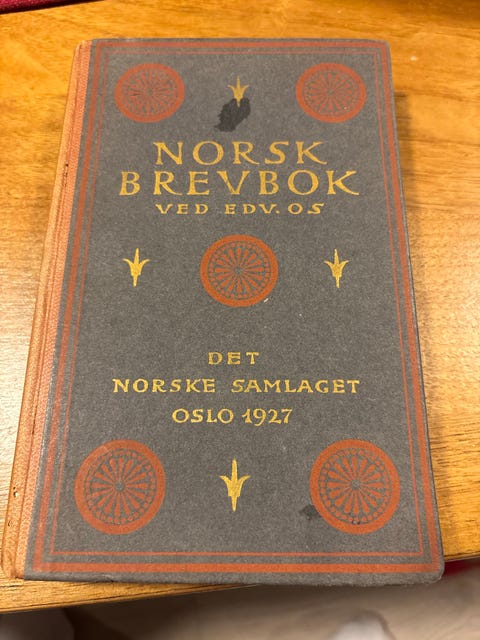 NORSK
BREVBOK
VED EDV. OS
DET
NORSKE SAMLAGET
OSLO 1927